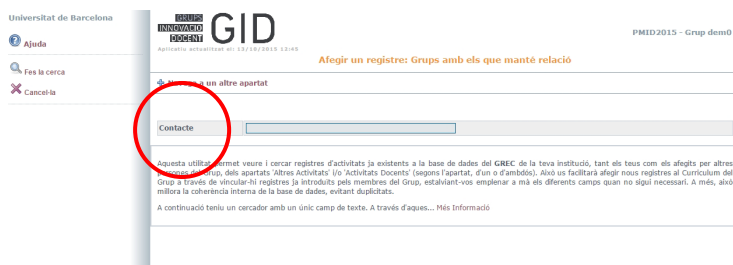 Universitat de Barcelona
Ajuda
Fes la cerca
Cancel·la
GRUPS
INNOVACIÓ
DOCENT
GID
Aplicatiu actualitzat el: 13/10/2015 13:45
PMID2015 - Grup dem0
Afegir un registre: Grups amb els que manté relació
a un altre apartat
Contacte
Aquesta utilitat permet veure i cercar registres d'activitats ja existents a la base de dades del GREC de la teva institució, tant els teus com els afegits per altres
persones del Grup, dels apartats 'Altres Activitats' i/o 'Activitats Docents' (segons l'apartat, d'un o d'ambdós). Això us facilitarà afegir nous registres al Curriculum del
Grup a través de vincular-hi registres ja introduïts pels membres del Grup, estalviant-vos emplenar a mà els diferents camps quan no sigui necessari. A més, això
millora la coherència interna de la base de dades, evitant duplicitats.
A continuació teniu un cercador amb un únic camp de texte. A través d'aques... Més Informació